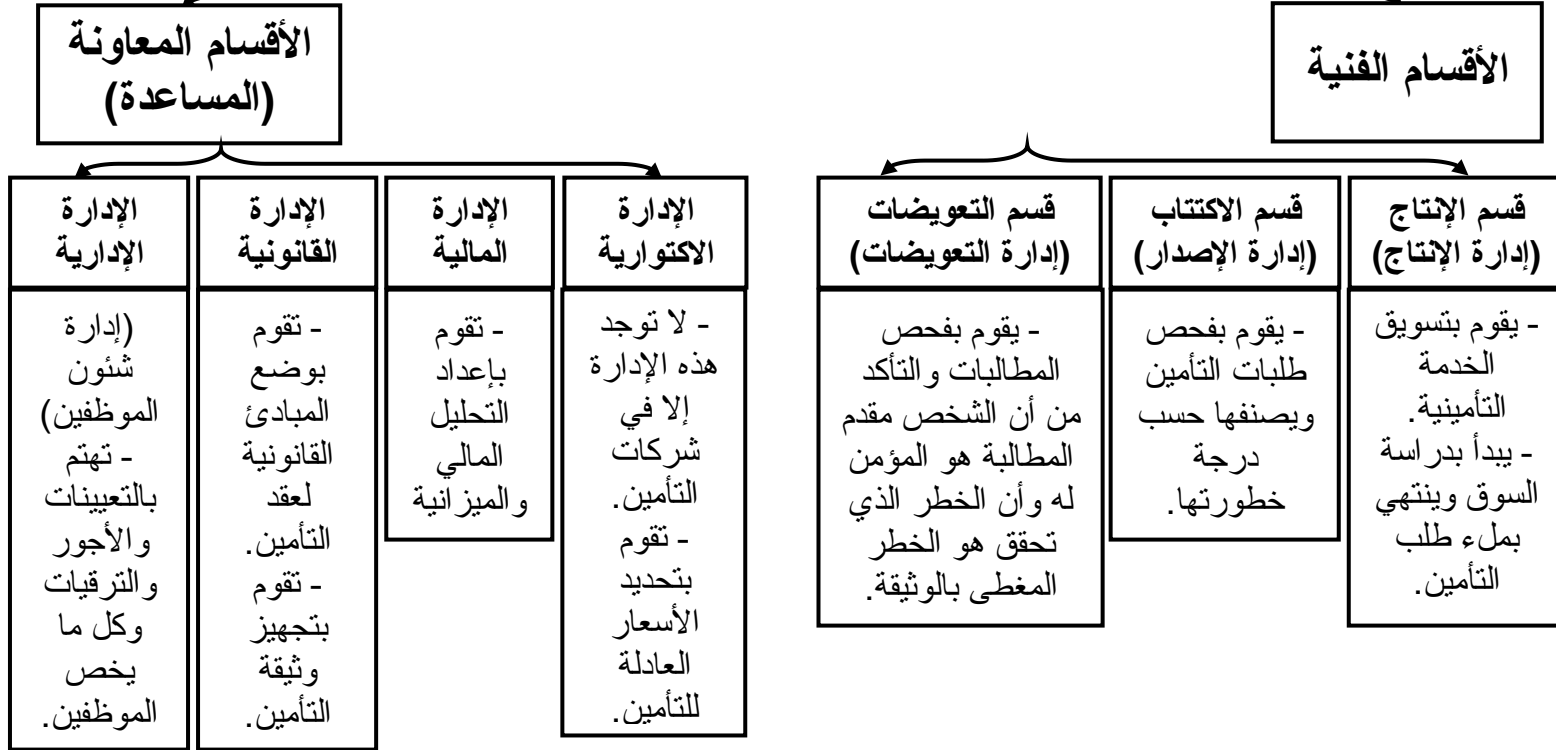 الأقسام الفنية
قسم الإنتاج
(إدارة الإنتاج)
- يقوم بتسويق
الخدمة
التأمينية.
- يبدأ بدراسة
السوق وينتهي
بملء طلب
التأمين.
قسم الاكتتاب
(إدارة الإصدار)
- يقوم بفحص
طلبات التأمين
ويصنفها حسب
درجة
خطورتها.
قسم التعويضات
(إدارة التعويضات)
- يقوم بفحص
المطالبات والتأكد
من أن الشخص مقدم
المطالبة هو المؤمن
له وأن الخطر الذي
تحقق هو الخطر
المغطى بالوثيقة.
الأقسام المعاونة
(المساعدة)
الإدارة
الاكتوارية
- لا توجد
هذه الإدارة
إلا في
شركات
التأمين.
- تقوم
بتحديد
الأسعار
العادلة
للتأمين.
الإدارة
المالية
- تقوم
بإعداد
التحليل
المالي
والميزانية
الإدارة
القانونية
- تقوم
بوضع
المبادئ
القانونية
لعقد
التأمين.
- تقوم
بتجهيز
وثيقة
التأمين.
الإدارة
الإدارية
(إدارة
شئون
الموظفين)
- تهتم
بالتعيينات
والأجور
والترقيات
وكل ما
يخص
الموظفين.